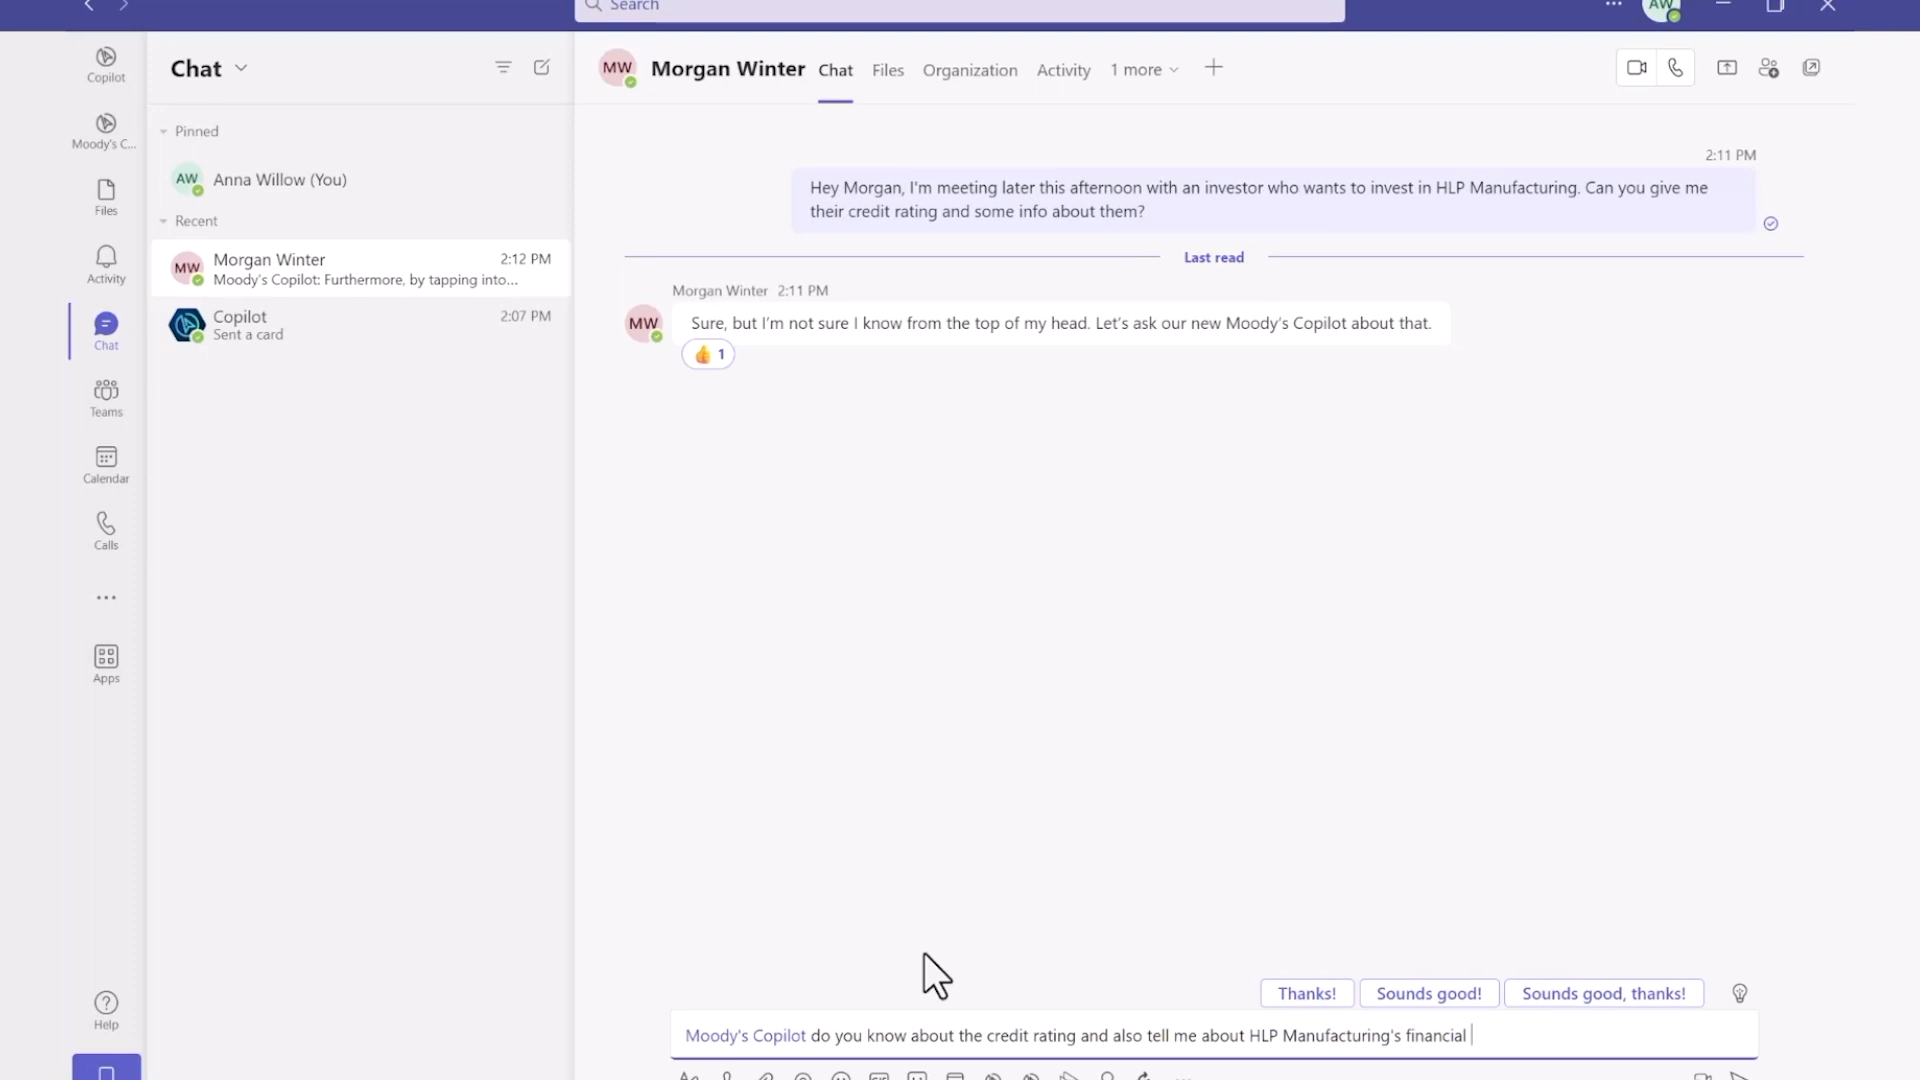 Search
AW
Copilot
Moody's C...
Files
Activity
Chat
Teams
Calendar
Calls
Apps
Help
Chat
Pinned
AW Anna Willow (You)
Recent
MW Morgan Winter 2:12 PM
Moody's Copilot: Furthermore, by tapping into...
Copilot 2:07 PM
Sent a card
MW Morgan Winter Chat Files Organization Activity 1 more
2:11 PM
Hey Morgan, I'm meeting later this afternoon with an investor who wants to invest in HLP Manufacturing. Can you give me
their credit rating and some info about them?
Last read
Morgan Winter 2:11 PM
MW Sure, but I'm not sure I know from the top of my head. Let's ask our new Moody's Copilot about that.
👍 1
Thanks! Sounds good! Sounds good, thanks!
Moody's Copilot do you know about the credit rating and also tell me about HLP Manufacturing's financial